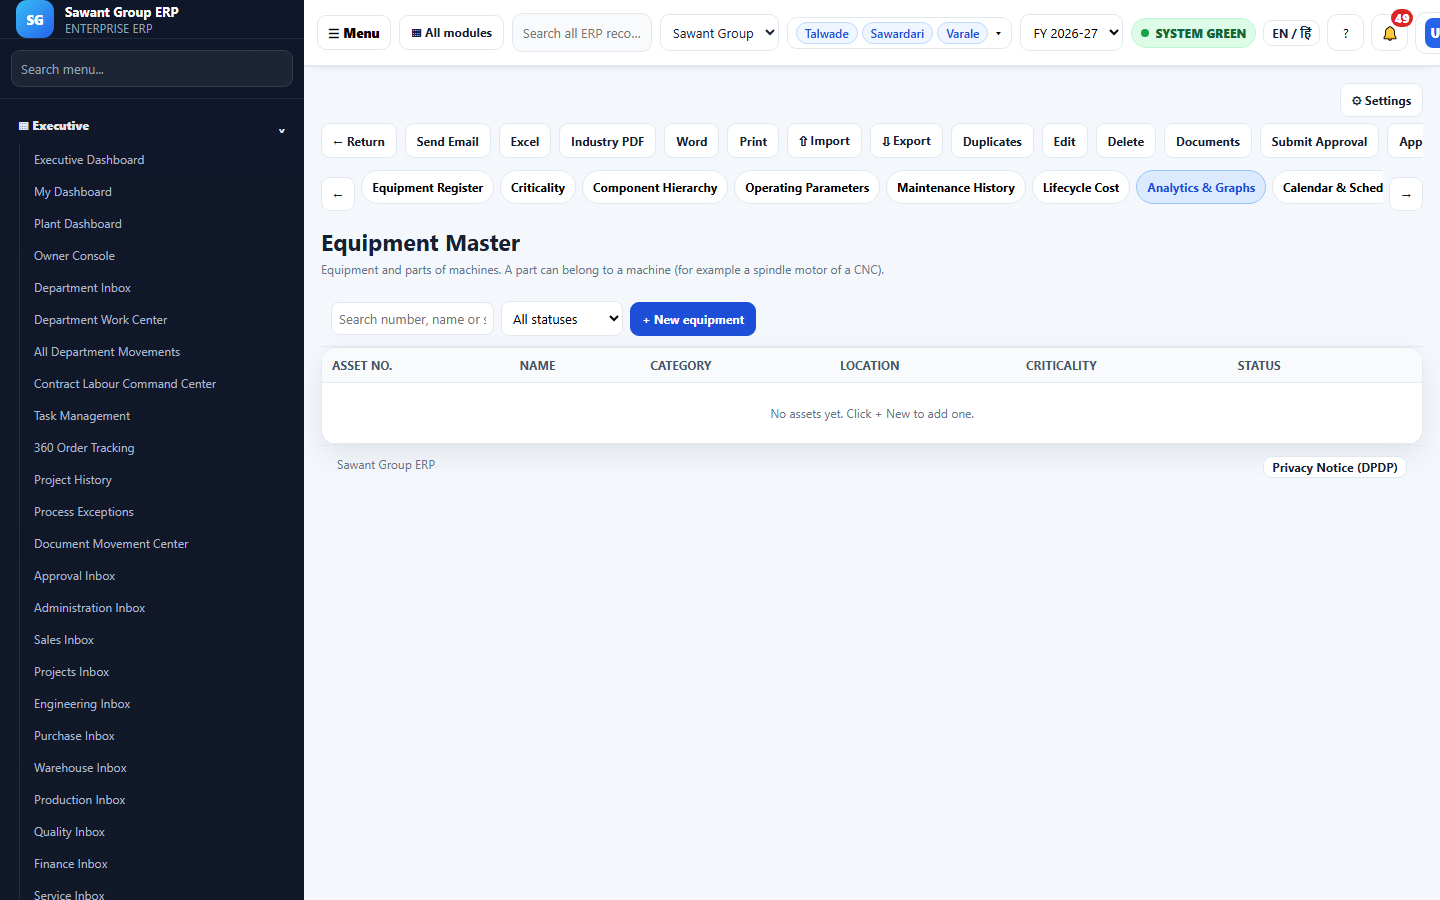 SG
Sawant Group ERP
ENTERPRISE ERP
Search menu...
Executive
Executive Dashboard
My Dashboard
Plant Dashboard
Owner Console
Department Inbox
Department Work Center
All Department Movements
Contract Labour Command Center
Task Management
360 Order Tracking
Project History
Process Exceptions
Document Movement Center
Approval Inbox
Administration Inbox
Sales Inbox
Projects Inbox
Engineering Inbox
Purchase Inbox
Warehouse Inbox
Production Inbox
Quality Inbox
Finance Inbox
Service Inbox
☰ Menu
All modules
Search all ERP reco...
Sawant Group
Talwade
Sawardari
Varale
FY 2026-27
SYSTEM GREEN
EN / हिं
?
49
U
⚙ Settings
← Return
Send Email
Excel
Industry PDF
Word
Print
⇧ Import
⇩ Export
Duplicates
Edit
Delete
Documents
Submit Approval
App
←
Equipment Register
Criticality
Component Hierarchy
Operating Parameters
Maintenance History
Lifecycle Cost
Analytics & Graphs
Calendar & Sched
→
Equipment Master
Equipment and parts of machines. A part can belong to a machine (for example a spindle motor of a CNC).
Search number, name or s
All statuses
+ New equipment
ASSET NO. NAME CATEGORY LOCATION CRITICALITY STATUS
No assets yet. Click + New to add one.
Sawant Group ERP
Privacy Notice (DPDP)